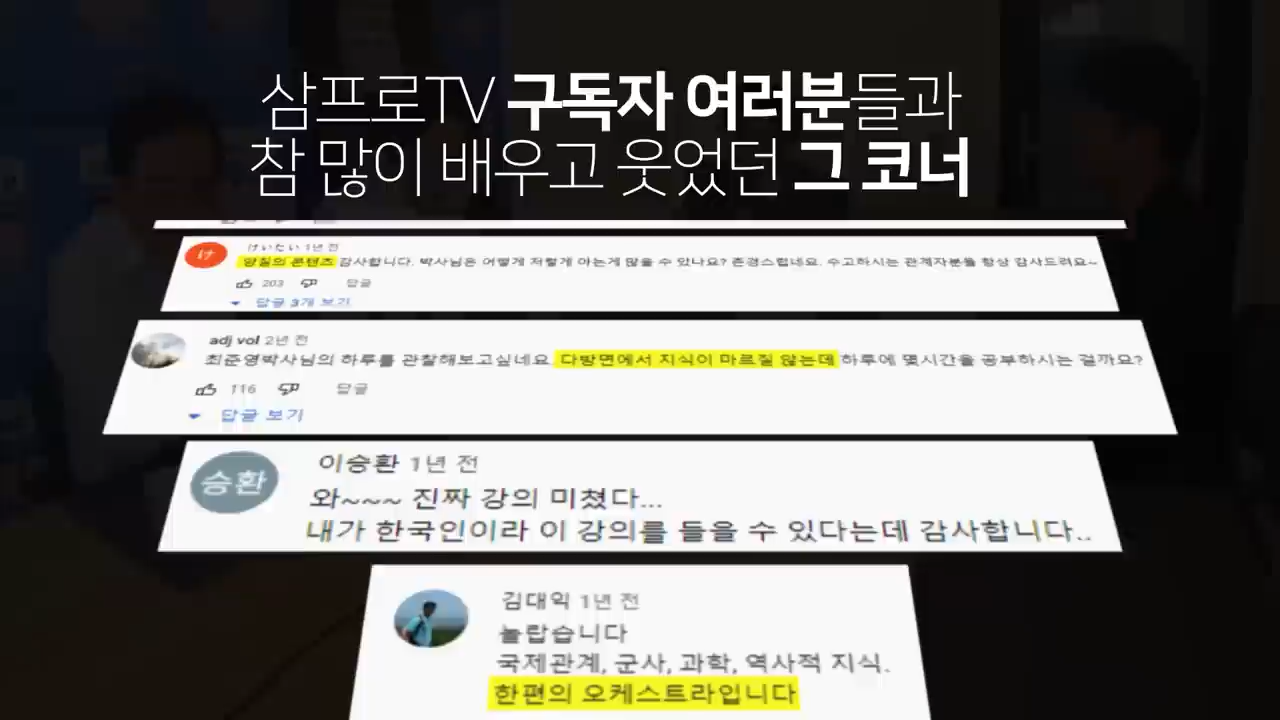 삼프로TV 구독자 여러분들과
참 많이 배우고 웃었던 그 코너
け
けいたい 1년 전
양질의 콘텐츠 감사합니다. 박사님은 어떻게 저렇게 아는게 많을 수 있나요? 존경스럽네요. 수고하시는 관계자분들 항상 감사드려요~
203 답글
답글 3개 보기
adj vol 2년 전
최준영박사님의 하루를 관찰해보고싶네요 다방면에서 지식이 마르질 않는데 하루에 몇시간을 공부하시는 걸까요?
116 답글
답글 보기
승환
이승환 1년 전
와~~~ 진짜 강의 미쳤다...
내가 한국인이라 이 강의를 들을 수 있다는데 감사합니다..
김대익 1년 전
놀랍습니다
국제관계, 군사, 과학, 역사적 지식.
한편의 오케스트라입니다